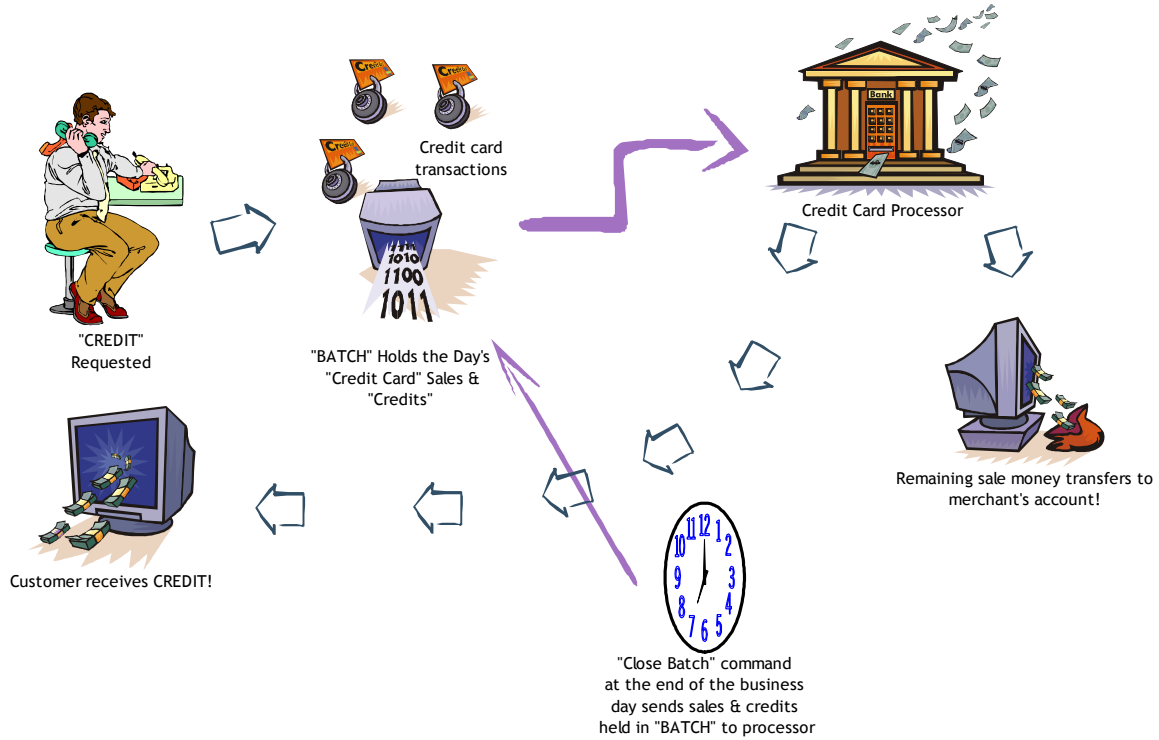 Credit
Credit
Credit
Credit card
transactions
Bank
Credit Card Processor
1010
1100
1011
"CREDIT"
Requested
"BATCH" Holds the Day's
"Credit Card" Sales &
"Credits"
Remaining sale money transfers to
merchant's account!
Customer receives CREDIT!
12
1
2
3
4
5
6
7
8
9
10
11
"Close Batch" command
at the end of the business
day sends sales & credits
held in "BATCH" to processor